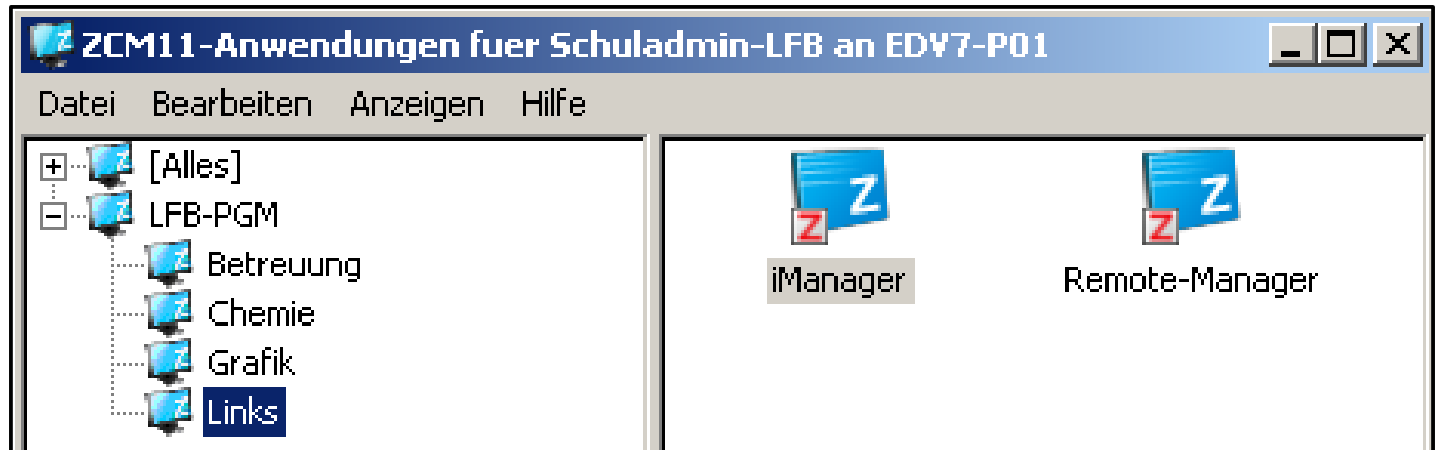 ZCM11-Anwendungen fuer Schuladmin-LFB an EDV7-P01
Datei Bearbeiten Anzeigen Hilfe
[Alles]
LFB-PGM
Betreuung
Chemie
Grafik
Links
iManager
Remote-Manager